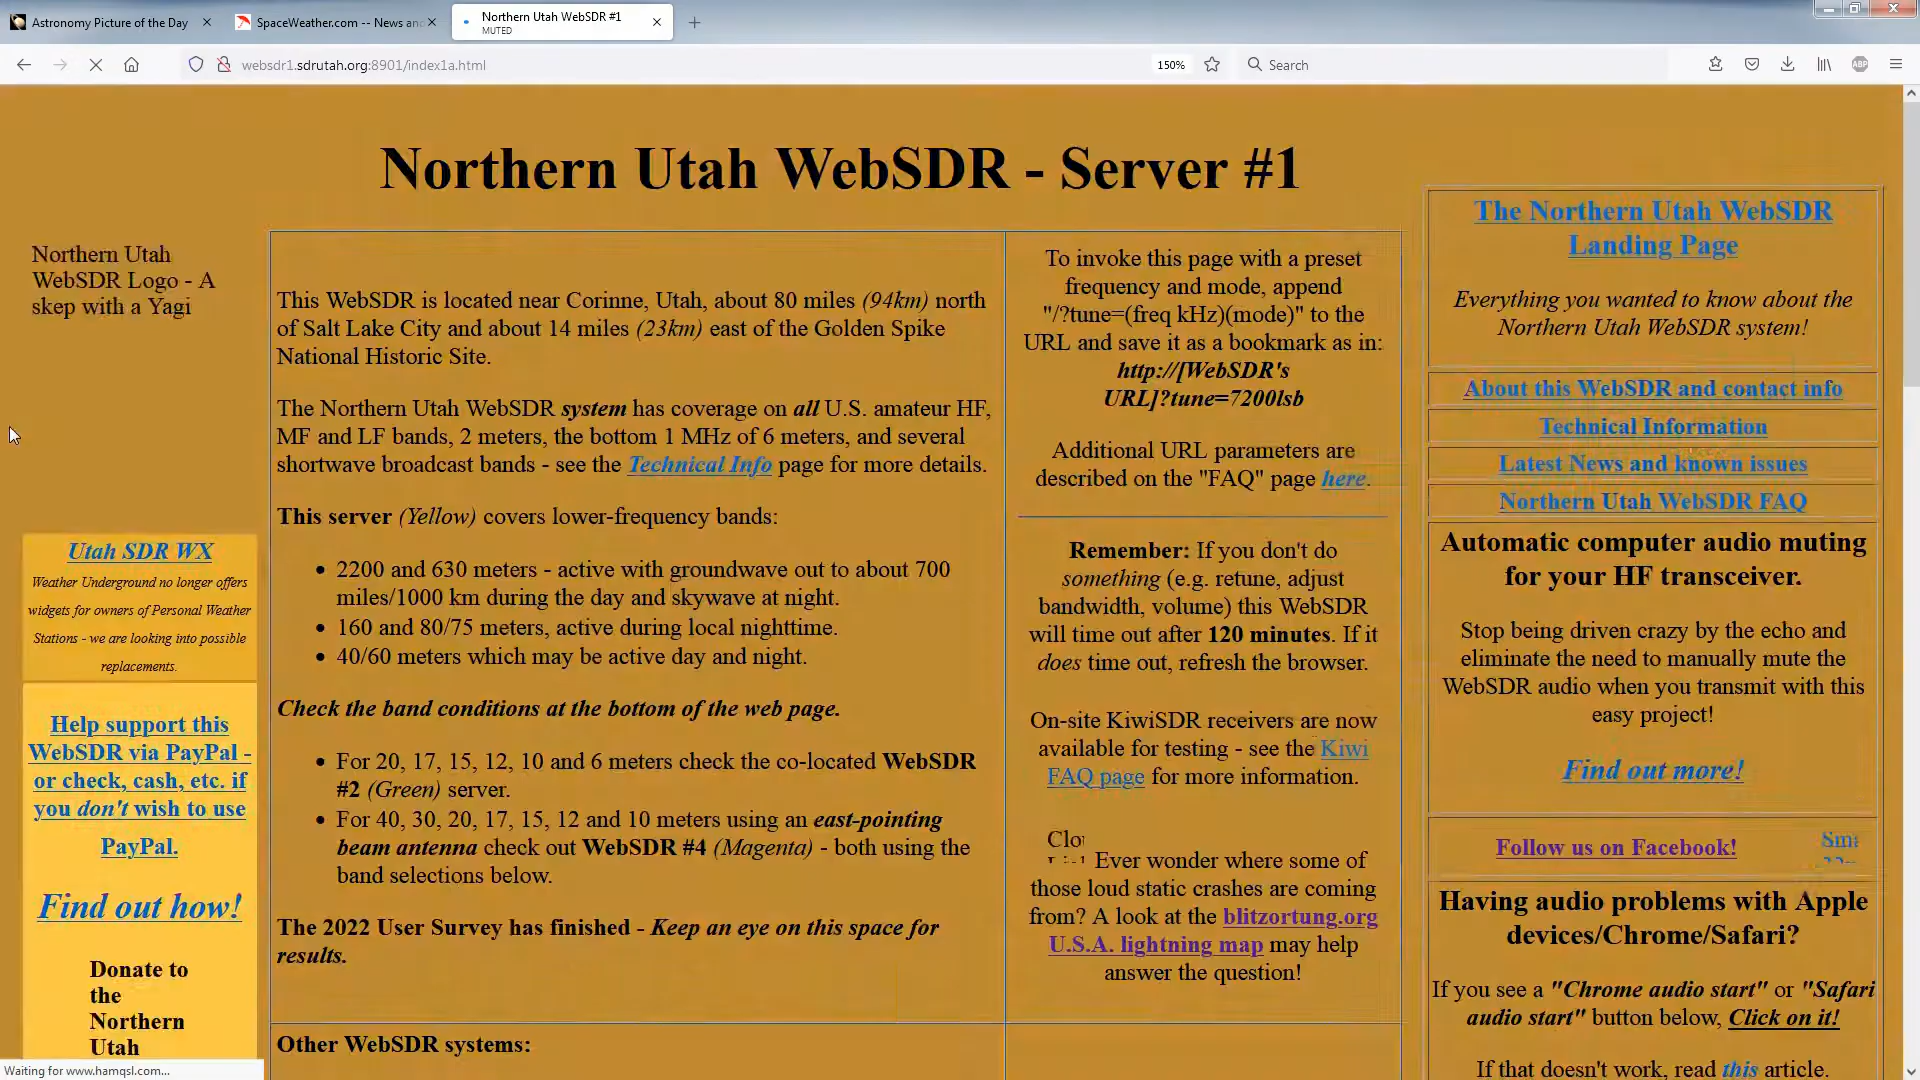 Astronomy Picture of the Day
SpaceWeather.com -- News and
Northern Utah WebSDR #1
MUTED
websdr1.sdrutah.org:8901/index1a.html
150%
Search
ABP
Northern Utah WebSDR - Server #1
Northern Utah
WebSDR Logo - A
skep with a Yagi
Utah SDR WX
Weather Underground no longer offers
widgets for owners of Personal Weather
Stations - we are looking into possible
replacements.
Help support this
WebSDR via PayPal -
or check, cash, etc. if
you don't wish to use
PayPal.
Find out how!
Donate to
the
Northern
Utah
This WebSDR is located near Corinne, Utah, about 80 miles (94km) north
of Salt Lake City and about 14 miles (23km) east of the Golden Spike
National Historic Site.
The Northern Utah WebSDR system has coverage on all U.S. amateur HF,
MF and LF bands, 2 meters, the bottom 1 MHz of 6 meters, and several
shortwave broadcast bands - see the Technical Info page for more details.
This server (Yellow) covers lower-frequency bands:
• 2200 and 630 meters - active with groundwave out to about 700
miles/1000 km during the day and skywave at night.
• 160 and 80/75 meters, active during local nighttime.
• 40/60 meters which may be active day and night.
Check the band conditions at the bottom of the web page.
• For 20, 17, 15, 12, 10 and 6 meters check the co-located WebSDR
#2 (Green) server.
• For 40, 30, 20, 17, 15, 12 and 10 meters using an east-pointing
beam antenna check out WebSDR #4 (Magenta) - both using the
band selections below.
The 2022 User Survey has finished - Keep an eye on this space for
results.
Other WebSDR systems:
To invoke this page with a preset
frequency and mode, append
"/?tune=(freq kHz)(mode)" to the
URL and save it as a bookmark as in:
http://[WebSDR's
URL]?tune=7200lsb
Additional URL parameters are
described on the "FAQ" page here.
Remember: If you don't do
something (e.g. retune, adjust
bandwidth, volume) this WebSDR
will time out after 120 minutes. If it
does time out, refresh the browser.
On-site KiwiSDR receivers are now
available for testing - see the Kiwi
FAQ page for more information.
Ever wonder where some of
those loud static crashes are coming
from? A look at the blitzortung.org
U.S.A. lightning map may help
answer the question!
The Northern Utah WebSDR
Landing Page
Everything you wanted to know about the
Northern Utah WebSDR system!
About this WebSDR and contact info
Technical Information
Latest News and known issues
Northern Utah WebSDR FAQ
Automatic computer audio muting
for your HF transceiver.
Stop being driven crazy by the echo and
eliminate the need to manually mute the
WebSDR audio when you transmit with this
easy project!
Find out more!
Follow us on Facebook!
Having audio problems with Apple
devices/Chrome/Safari?
If you see a "Chrome audio start" or "Safari
audio start" button below, Click on it!
If that doesn't work, read this article.
Waiting for www.hamqsl.com...